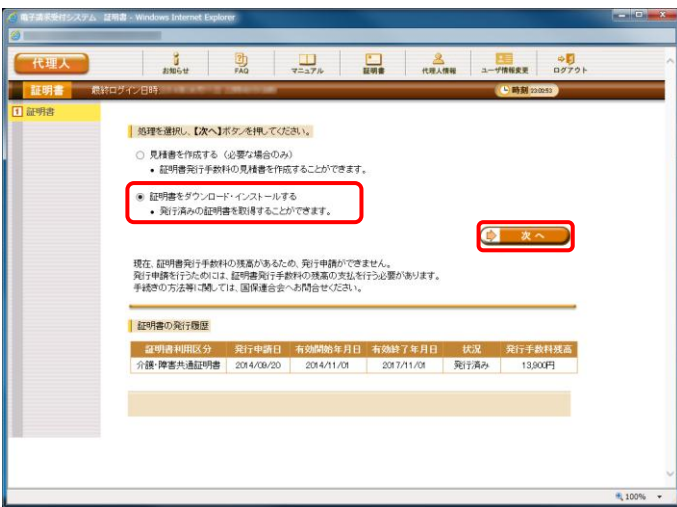 電子請求受付システム 証明書 - Windows Internet Explorer
代理人
お知らせ
FAQ
マニュアル
証明書
代理人情報
ユーザ情報変更
ログアウト
証明書 最終ログイン日時
時刻
1 証明書
処理を選択し、【次へ】ボタンを押してください。
見積書を作成する（必要な場合のみ）
• 証明書発行手数料の見積書を作成することができます。
証明書をダウンロード・インストールする
• 発行済みの証明書を取得することができます。
次へ
現在、証明書発行手数料の残高があるため、発行申請ができません。
発行申請を行うためには、証明書発行手数料の残高の支払を行う必要があります。
手続きの方法等に関しては、国保連合会へお問合せください。
証明書の発行履歴
証明書利用区分 発行申請日 有効開始年月日 有効終了年月日 状況 発行手数料残高
介護・障害共通証明書 2014/09/20 2014/11/01 2017/11/01 発行済み 13,900円
100%